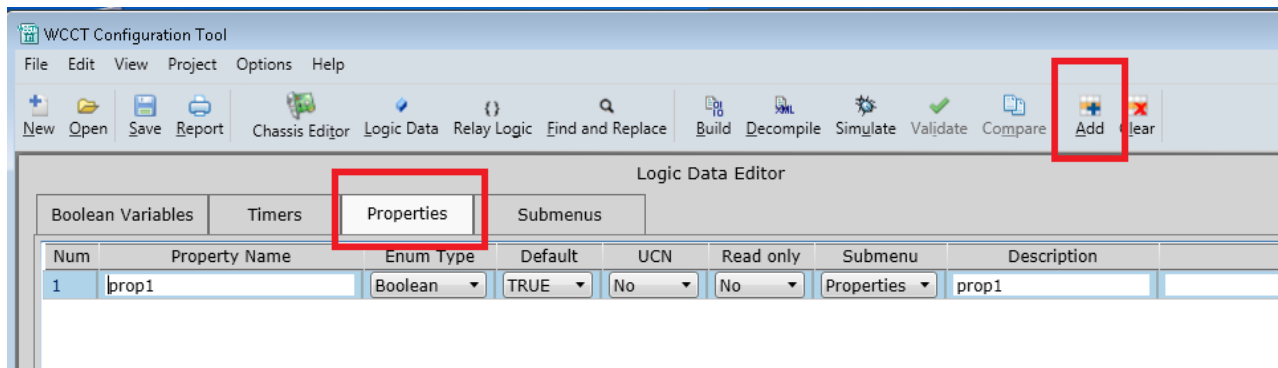 WCCT Configuration Tool
File Edit View Project Options Help
New Open Save Report Chassis Editor Logic Data Relay Logic Find and Replace Build Decompile Simulate Validate Compare Add Clear
Logic Data Editor
Boolean Variables Timers Properties Submenus
Num Property Name Enum Type Default UCN Read only Submenu Description
1 prop1 Boolean TRUE No No Properties prop1